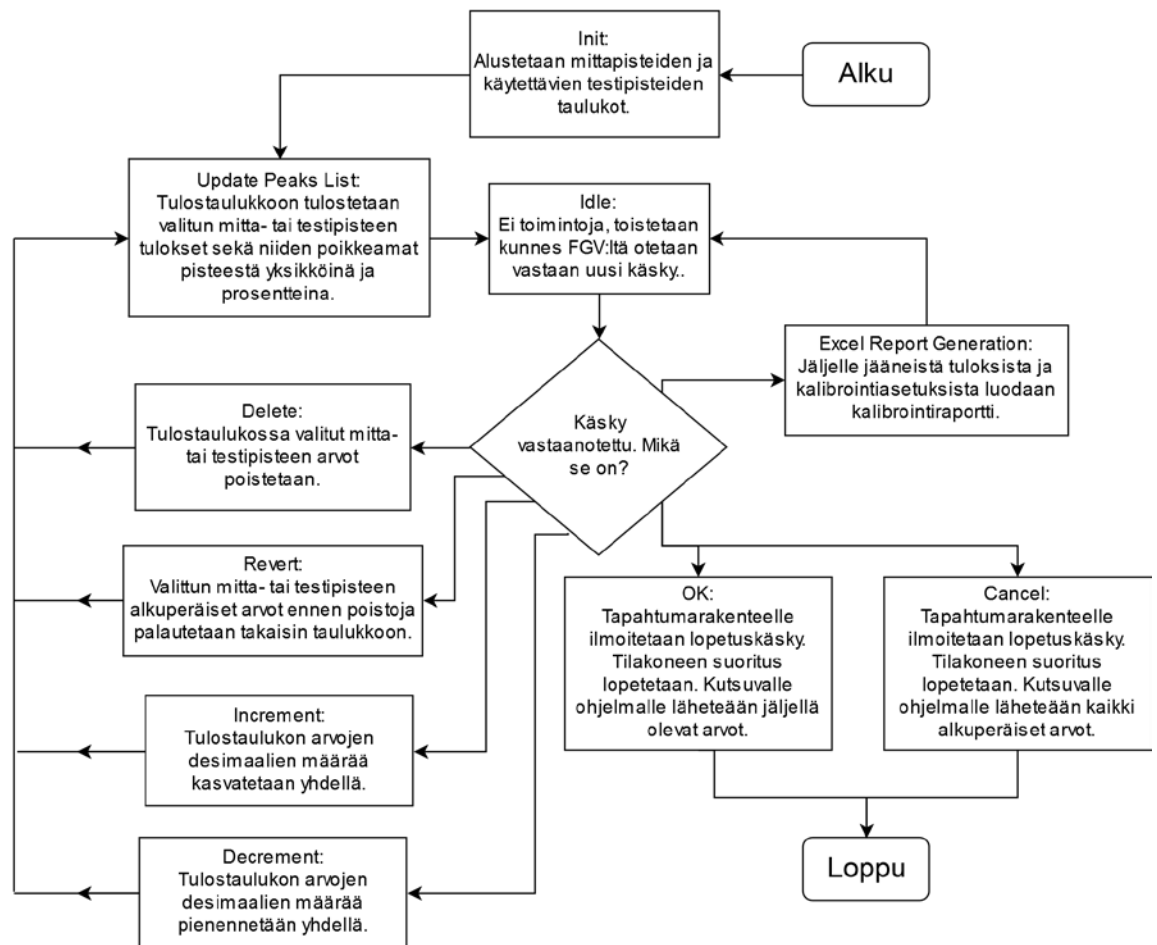 Init:
Alustetaan mittapisteiden ja
käytettävien testipisteiden
taulukot.
Alku
Update Peaks List:
Tulostaulukkoon tulostetaan
valitun mitta- tai testipisteen
tulokset sekä niiden poikkeamat
pisteestä yksikköinä ja
prosentteina.
Idle:
Ei toimintoja, toistetaan
kunnes FGV:ltä otetaan
vastaan uusi käsky..
Excel Report Generation:
Jäljelle jääneistä tuloksista ja
kalibrointiasetuksista luodaan
kalibrointiraportti.
Käsky
vastaanotettu. Mikä
se on?
Delete:
Tulostaulukossa valitut mitta-
tai testipisteen arvot
poistetaan.
Revert:
Valittun mitta- tai testipisteen
alkuperäiset arvot ennen poistoja
palautetaan takaisin taulukkoon.
Increment:
Tulostaulukon arvojen
desimaalien määrää
kasvatetaan yhdellä.
Decrement:
Tulostaulukon arvojen
desimaalien määrää
pienennetään yhdellä.
OK:
Tapahtumarakenteelle
ilmoitetaan lopetuskäsky.
Tilakoneen suoritus
lopetetaan. Kutsuvalle
ohjelmalle läheteään jäljellä
olevat arvot.
Cancel:
Tapahtumarakenteelle
ilmoitetaan lopetuskäsky.
Tilakoneen suoritus
lopetetaan. Kutsuvalle
ohjelmalle läheteään kaikki
alkuperäiset arvot.
Loppu